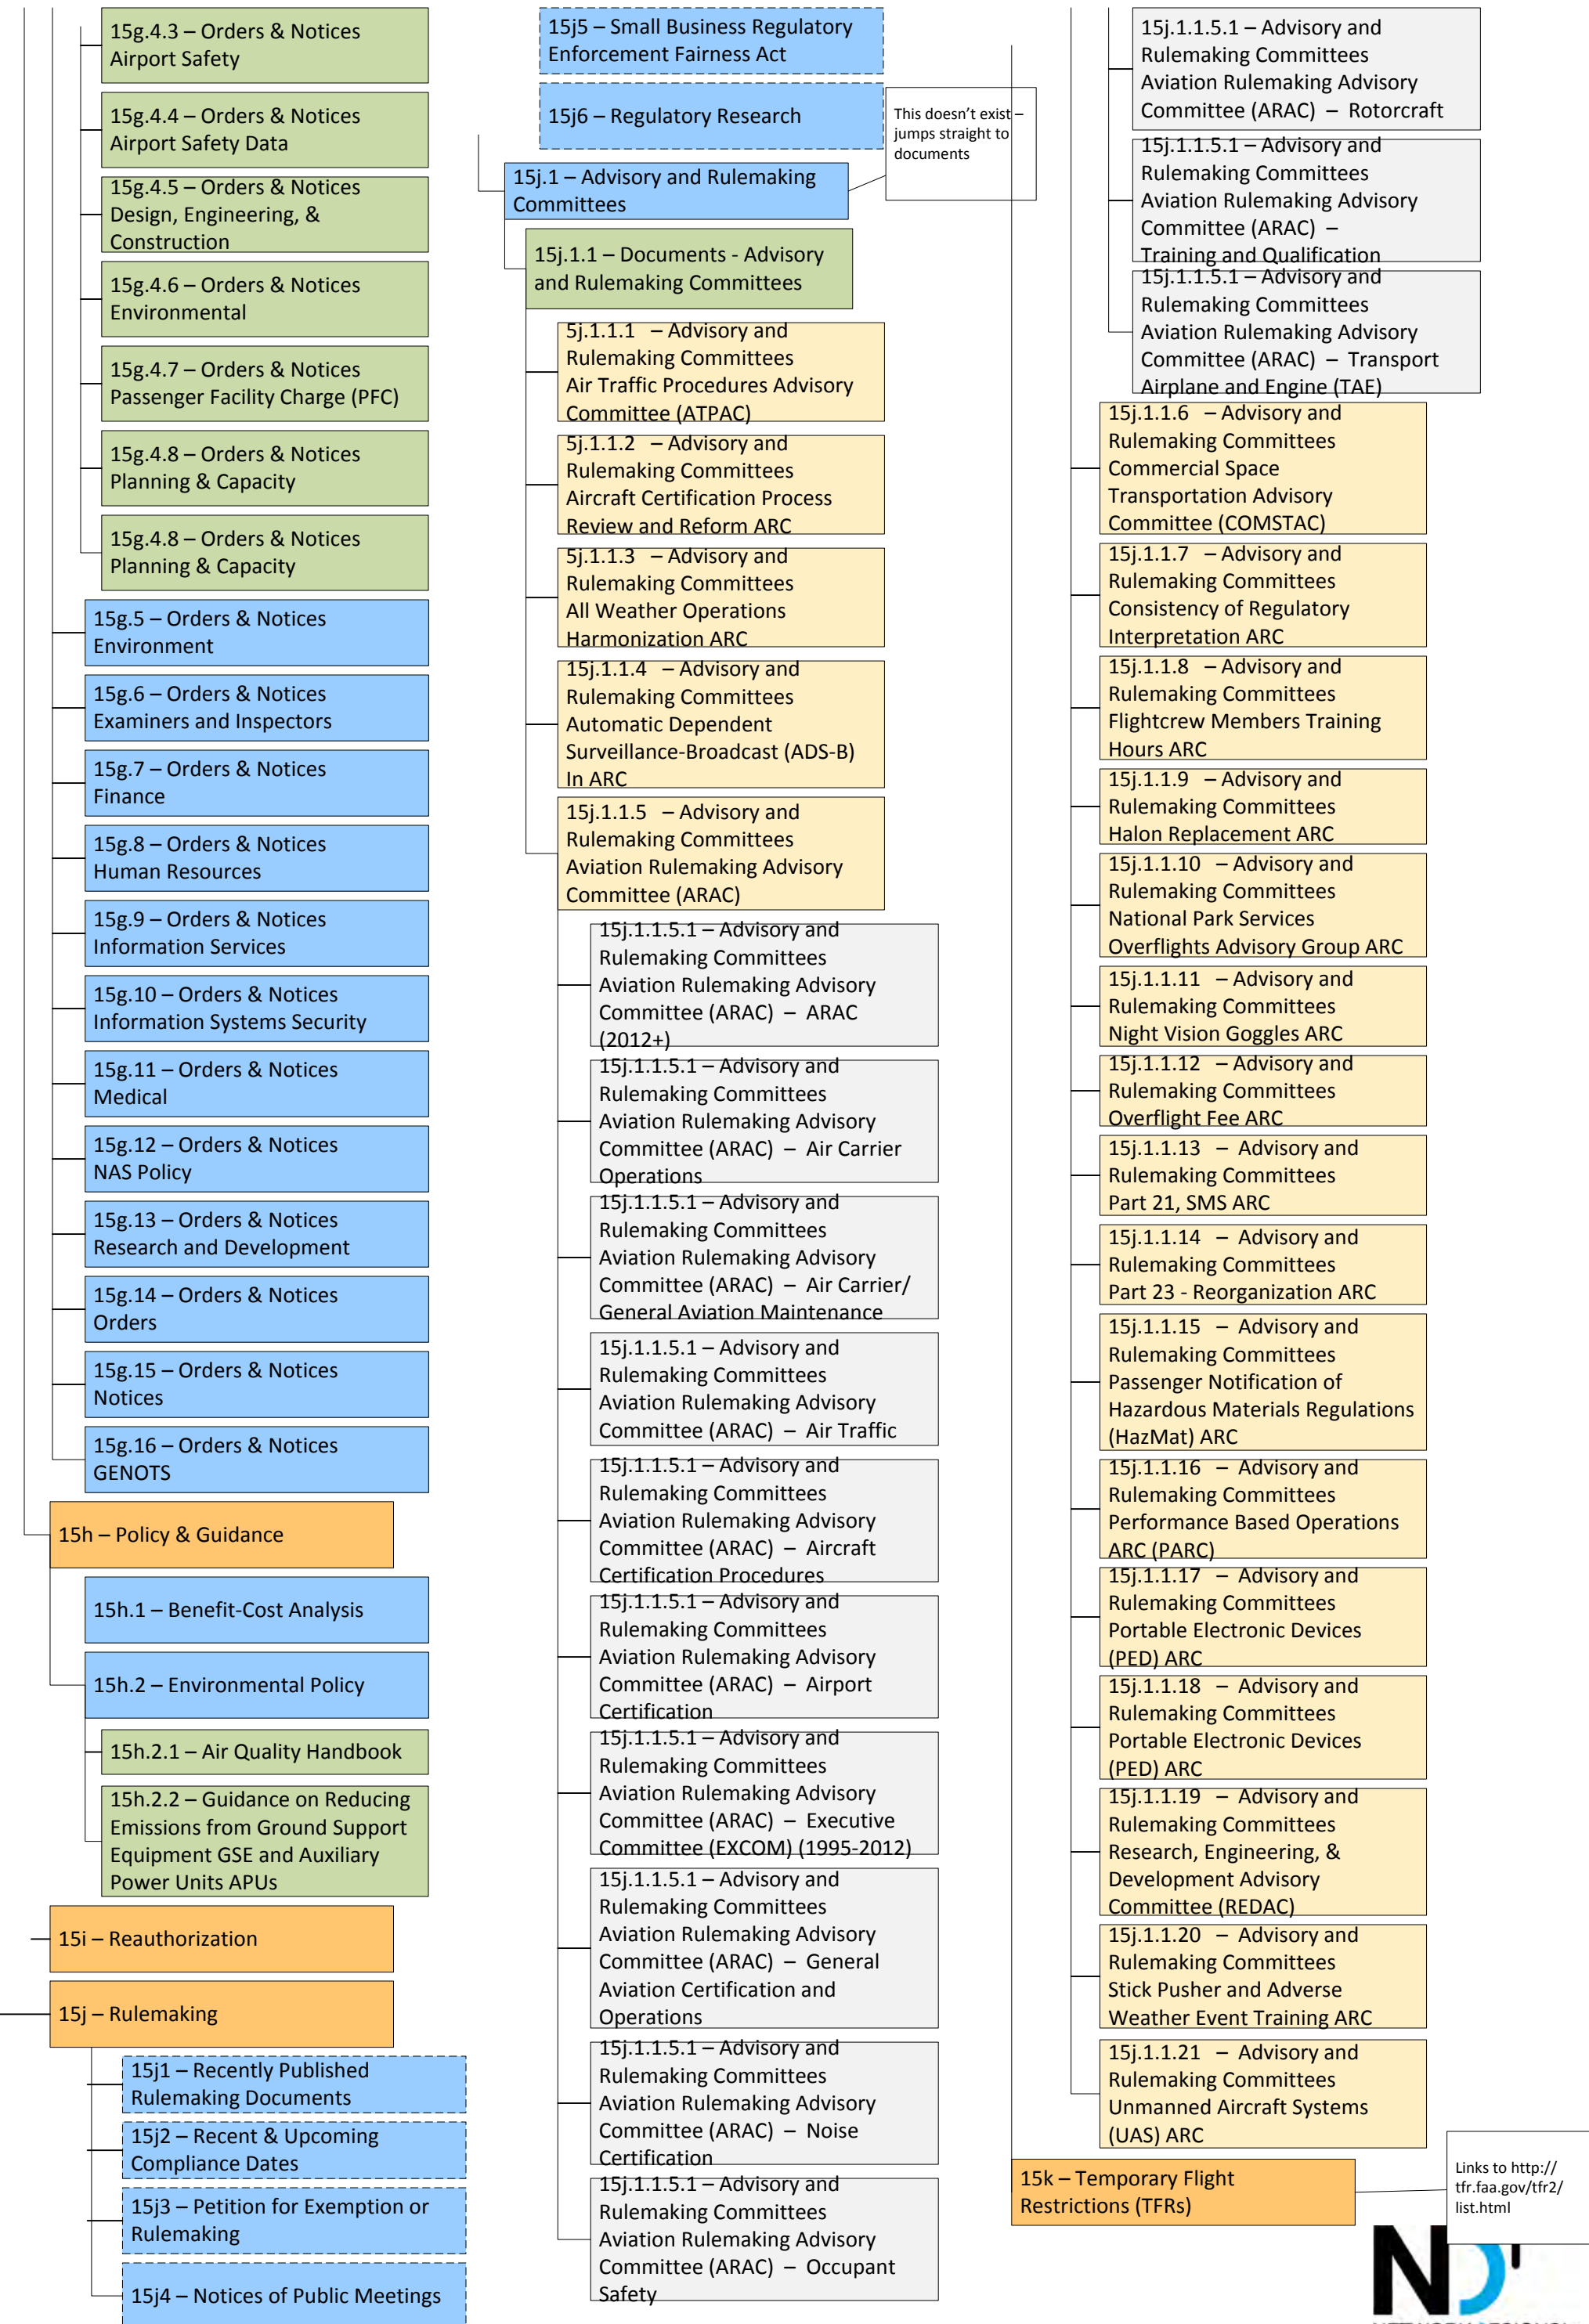 15g.4.3 – Orders & Notices
Airport Safety
15g.4.4 – Orders & Notices
Airport Safety Data
15g.4.5 – Orders & Notices
Design, Engineering, &
Construction
15g.4.6 – Orders & Notices
Environmental
15g.4.7 – Orders & Notices
Passenger Facility Charge (PFC)
15g.4.8 – Orders & Notices
Planning & Capacity
15g.4.8 – Orders & Notices
Planning & Capacity
15g.5 – Orders & Notices
Environment
15g.6 – Orders & Notices
Examiners and Inspectors
15g.7 – Orders & Notices
Finance
15g.8 – Orders & Notices
Human Resources
15g.9 – Orders & Notices
Information Services
15g.10 – Orders & Notices
Information Systems Security
15g.11 – Orders & Notices
Medical
15g.12 – Orders & Notices
NAS Policy
15g.13 – Orders & Notices
Research and Development
15g.14 – Orders & Notices
Orders
15g.15 – Orders & Notices
Notices
15g.16 – Orders & Notices
GENOTS
15h – Policy & Guidance
15h.1 – Benefit-Cost Analysis
15h.2 – Environmental Policy
15h.2.1 – Air Quality Handbook
15h.2.2 – Guidance on Reducing
Emissions from Ground Support
Equipment GSE and Auxiliary
Power Units APUs
15i – Reauthorization
15j – Rulemaking
15j1 – Recently Published
Rulemaking Documents
15j2 – Recent & Upcoming
Compliance Dates
15j3 – Petition for Exemption or
Rulemaking
15j4 – Notices of Public Meetings
15j5 – Small Business Regulatory
Enforcement Fairness Act
15j6 – Regulatory Research
This doesn't exist –
jumps straight to
documents
15j.1 – Advisory and Rulemaking
Committees
15j.1.1 – Documents - Advisory
and Rulemaking Committees
5j.1.1.1 – Advisory and
Rulemaking Committees
Air Traffic Procedures Advisory
Committee (ATPAC)
5j.1.1.2 – Advisory and
Rulemaking Committees
Aircraft Certification Process
Review and Reform ARC
5j.1.1.3 – Advisory and
Rulemaking Committees
All Weather Operations
Harmonization ARC
15j.1.1.4 – Advisory and
Rulemaking Committees
Automatic Dependent
Surveillance-Broadcast (ADS-B)
In ARC
15j.1.1.5 – Advisory and
Rulemaking Committees
Aviation Rulemaking Advisory
Committee (ARAC)
15j.1.1.5.1 – Advisory and
Rulemaking Committees
Aviation Rulemaking Advisory
Committee (ARAC) – ARAC
(2012+)
15j.1.1.5.1 – Advisory and
Rulemaking Committees
Aviation Rulemaking Advisory
Committee (ARAC) – Air Carrier
Operations
15j.1.1.5.1 – Advisory and
Rulemaking Committees
Aviation Rulemaking Advisory
Committee (ARAC) – Air Carrier/
General Aviation Maintenance
15j.1.1.5.1 – Advisory and
Rulemaking Committees
Aviation Rulemaking Advisory
Committee (ARAC) – Air Traffic
15j.1.1.5.1 – Advisory and
Rulemaking Committees
Aviation Rulemaking Advisory
Committee (ARAC) – Aircraft
Certification Procedures
15j.1.1.5.1 – Advisory and
Rulemaking Committees
Aviation Rulemaking Advisory
Committee (ARAC) – Airport
Certification
15j.1.1.5.1 – Advisory and
Rulemaking Committees
Aviation Rulemaking Advisory
Committee (ARAC) – Executive
Committee (EXCOM) (1995-2012)
15j.1.1.5.1 – Advisory and
Rulemaking Committees
Aviation Rulemaking Advisory
Committee (ARAC) – General
Aviation Certification and
Operations
15j.1.1.5.1 – Advisory and
Rulemaking Committees
Aviation Rulemaking Advisory
Committee (ARAC) – Noise
Certification
15j.1.1.5.1 – Advisory and
Rulemaking Committees
Aviation Rulemaking Advisory
Committee (ARAC) – Occupant
Safety
15j.1.1.5.1 – Advisory and
Rulemaking Committees
Aviation Rulemaking Advisory
Committee (ARAC) – Rotorcraft
15j.1.1.5.1 – Advisory and
Rulemaking Committees
Aviation Rulemaking Advisory
Committee (ARAC) –
Training and Qualification
15j.1.1.5.1 – Advisory and
Rulemaking Committees
Aviation Rulemaking Advisory
Committee (ARAC) – Transport
Airplane and Engine (TAE)
15j.1.1.6 – Advisory and
Rulemaking Committees
Commercial Space
Transportation Advisory
Committee (COMSTAC)
15j.1.1.7 – Advisory and
Rulemaking Committees
Consistency of Regulatory
Interpretation ARC
15j.1.1.8 – Advisory and
Rulemaking Committees
Flightcrew Members Training
Hours ARC
15j.1.1.9 – Advisory and
Rulemaking Committees
Halon Replacement ARC
15j.1.1.10 – Advisory and
Rulemaking Committees
National Park Services
Overflights Advisory Group ARC
15j.1.1.11 – Advisory and
Rulemaking Committees
Night Vision Goggles ARC
15j.1.1.12 – Advisory and
Rulemaking Committees
Overflight Fee ARC
15j.1.1.13 – Advisory and
Rulemaking Committees
Part 21, SMS ARC
15j.1.1.14 – Advisory and
Rulemaking Committees
Part 23 - Reorganization ARC
15j.1.1.15 – Advisory and
Rulemaking Committees
Passenger Notification of
Hazardous Materials Regulations
(HazMat) ARC
15j.1.1.16 – Advisory and
Rulemaking Committees
Performance Based Operations
ARC (PARC)
15j.1.1.17 – Advisory and
Rulemaking Committees
Portable Electronic Devices
(PED) ARC
15j.1.1.18 – Advisory and
Rulemaking Committees
Portable Electronic Devices
(PED) ARC
15j.1.1.19 – Advisory and
Rulemaking Committees
Research, Engineering, &
Development Advisory
Committee (REDAC)
15j.1.1.20 – Advisory and
Rulemaking Committees
Stick Pusher and Adverse
Weather Event Training ARC
15j.1.1.21 – Advisory and
Rulemaking Committees
Unmanned Aircraft Systems
(UAS) ARC
15k – Temporary Flight
Restrictions (TFRs)
Links to http://
tfr.faa.gov/tfr2/
list.html